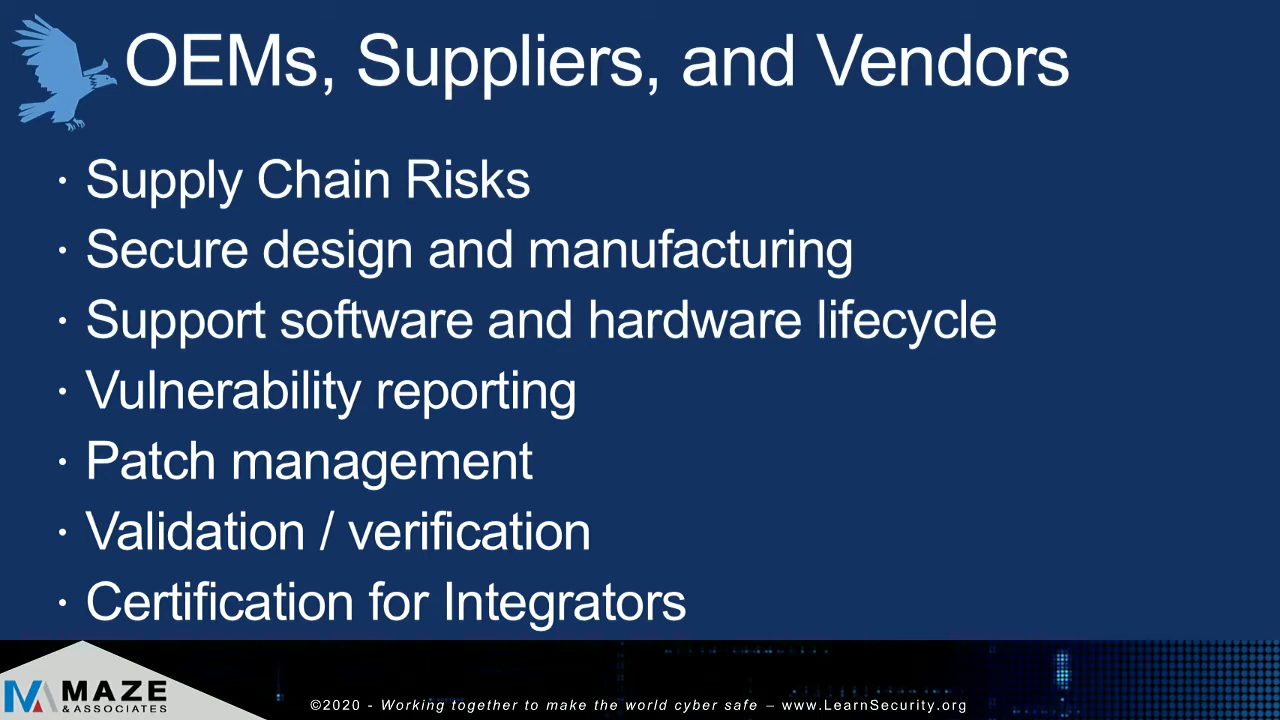 OEMs, Suppliers, and Vendors
· Supply Chain Risks
· Secure design and manufacturing
· Support software and hardware lifecycle
· Vulnerability reporting
· Patch management
· Validation / verification
· Certification for Integrators
MAZE
& ASSOCIATES
©2020 - Working together to make the world cyber safe – www.LearnSecurity.org